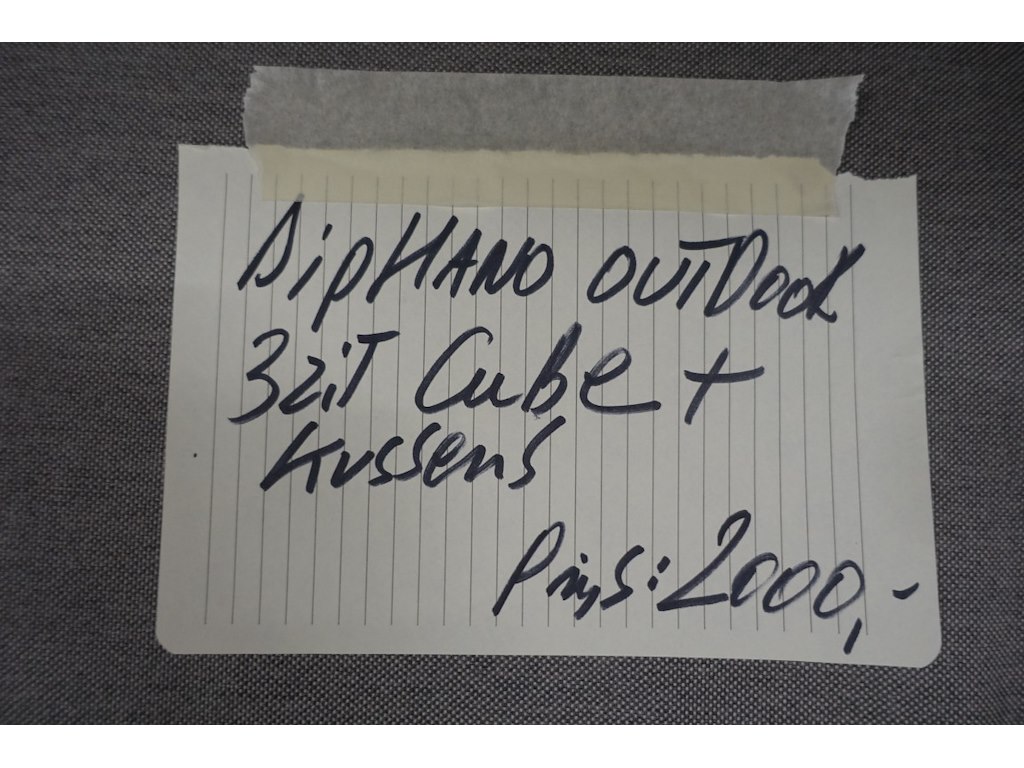 DipHANO OUTDOOR
3ziT Cube +
kussens
Prijs: 2000,-